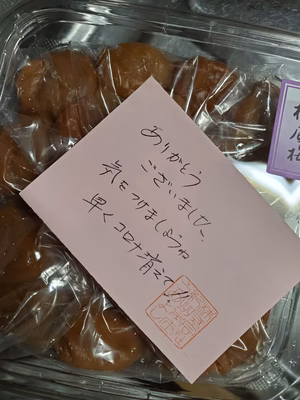 ありがとう
ございました、
気をつけましょうね
早くコロナ消えて!!